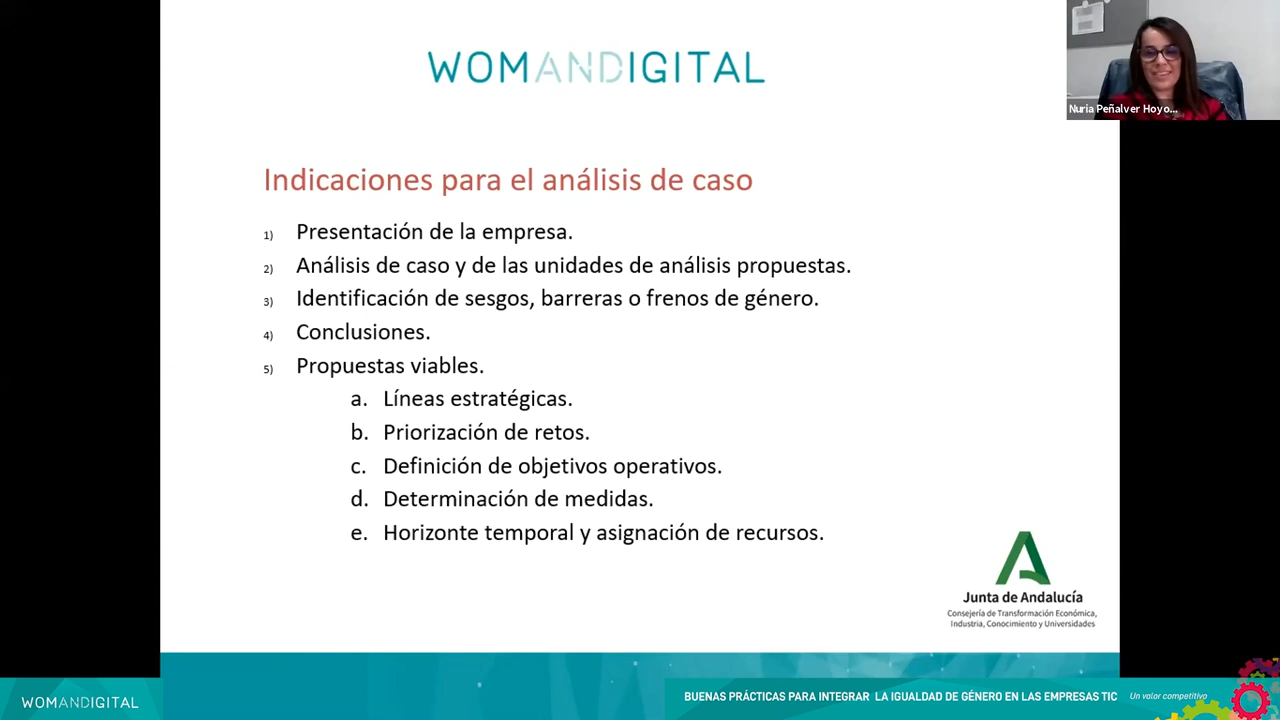 WOMANDIGITAL
Nuria Peñalver Hoyo...
Indicaciones para el análisis de caso
1) Presentación de la empresa.
2) Análisis de caso y de las unidades de análisis propuestas.
3) Identificación de sesgos, barreras o frenos de género.
4) Conclusiones.
5) Propuestas viables.
a. Líneas estratégicas.
b. Priorización de retos.
c. Definición de objetivos operativos.
d. Determinación de medidas.
e. Horizonte temporal y asignación de recursos.
Junta de Andalucía
Consejería de Transformación Económica,
Industria, Conocimiento y Universidades
WOMANDIGITAL
BUENAS PRÁCTICAS PARA INTEGRAR LA IGUALDAD DE GÉNERO EN LAS EMPRESAS TIC Un valor competitivo